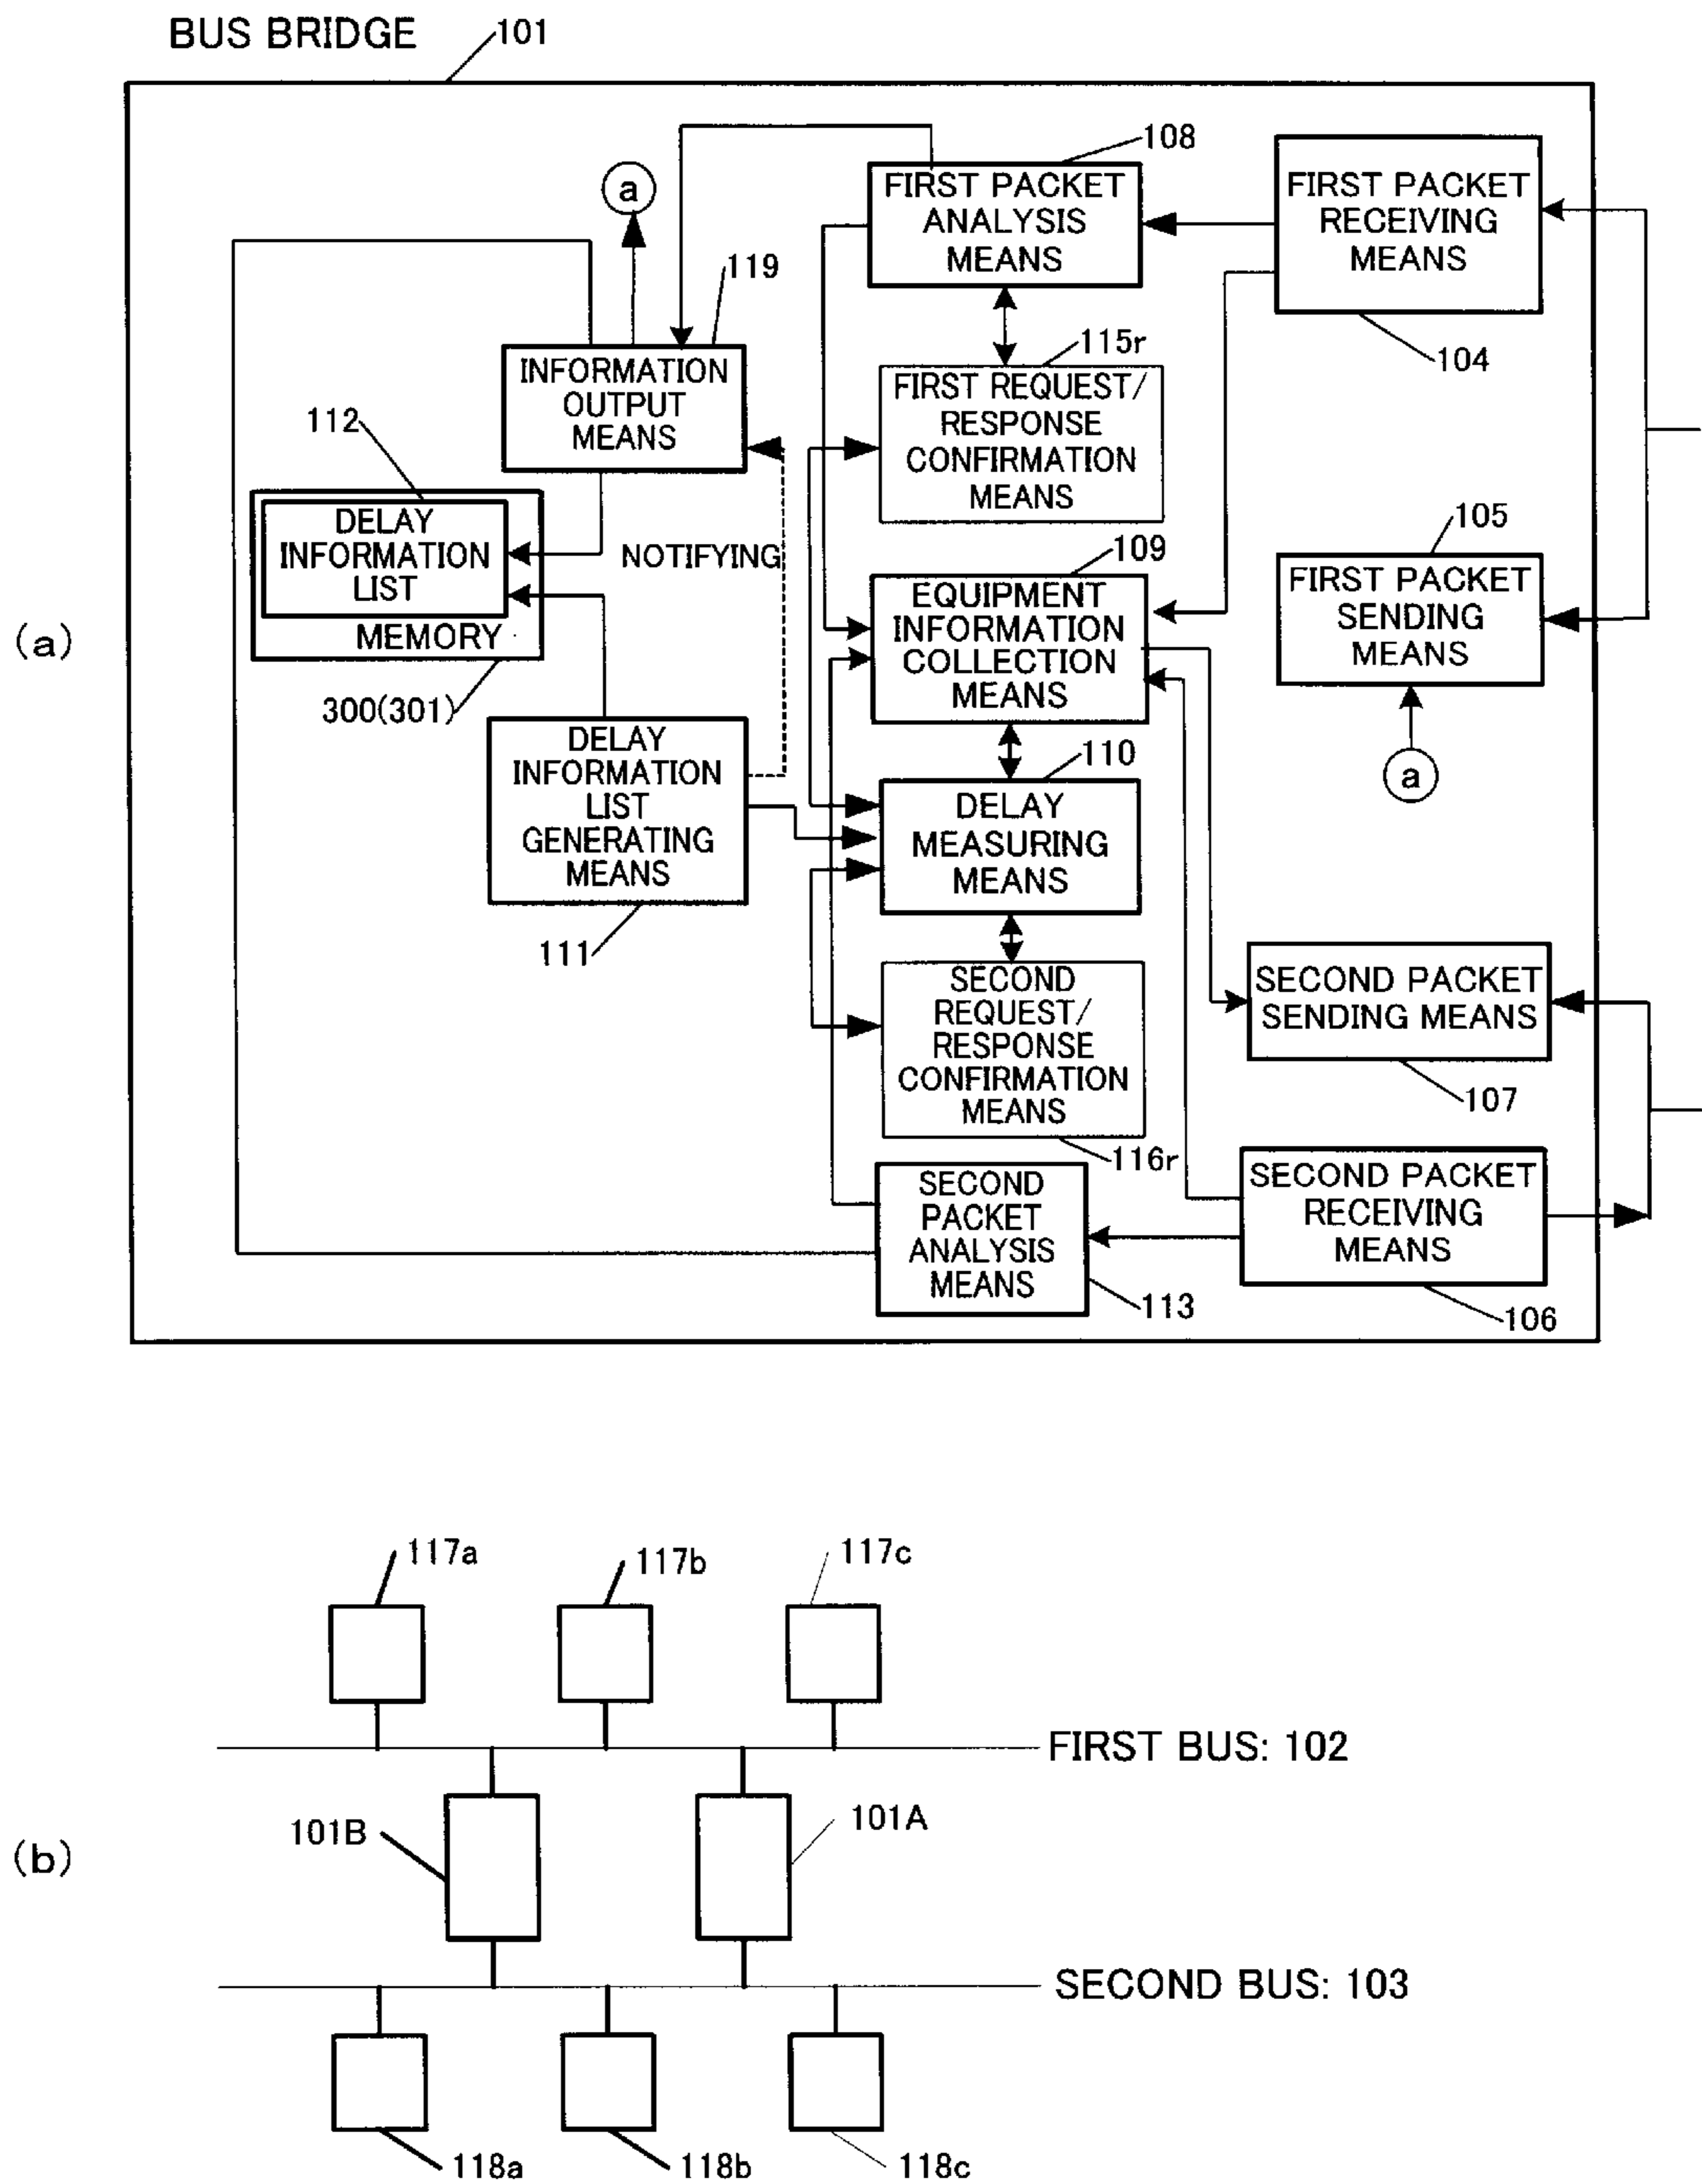 BUS BRIDGE
101
108
FIRST PACKET
ANALYSIS
MEANS
FIRST PACKET
RECEIVING
MEANS
104
a
119
INFORMATION
OUTPUT
MEANS
115r
FIRST REQUEST/
RESPONSE
CONFIRMATION
MEANS
112
DELAY
INFORMATION
LIST
MEMORY
300(301)
NOTIFYING
105
FIRST PACKET
SENDING
MEANS
a
109
EQUIPMENT
INFORMATION
COLLECTION
MEANS
(a)
DELAY
INFORMATION
LIST
GENERATING
MEANS
111
110
DELAY
MEASURING
MEANS
SECOND PACKET
SENDING MEANS
107
SECOND
REQUEST/
RESPONSE
CONFIRMATION
MEANS
116r
SECOND
PACKET
ANALYSIS
MEANS
113
SECOND PACKET
RECEIVING
MEANS
106
117a
117b
117c
FIRST BUS: 102
101B
101A
(b)
SECOND BUS: 103
118a
118b
118c